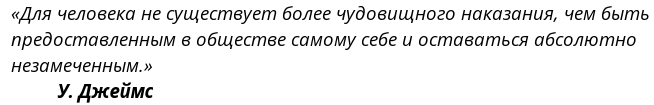 «Для человека не существует более чудовищного наказания, чем быть
предоставленным в обществе самому себе и оставаться абсолютно
незамеченным.»
У. Джеймс